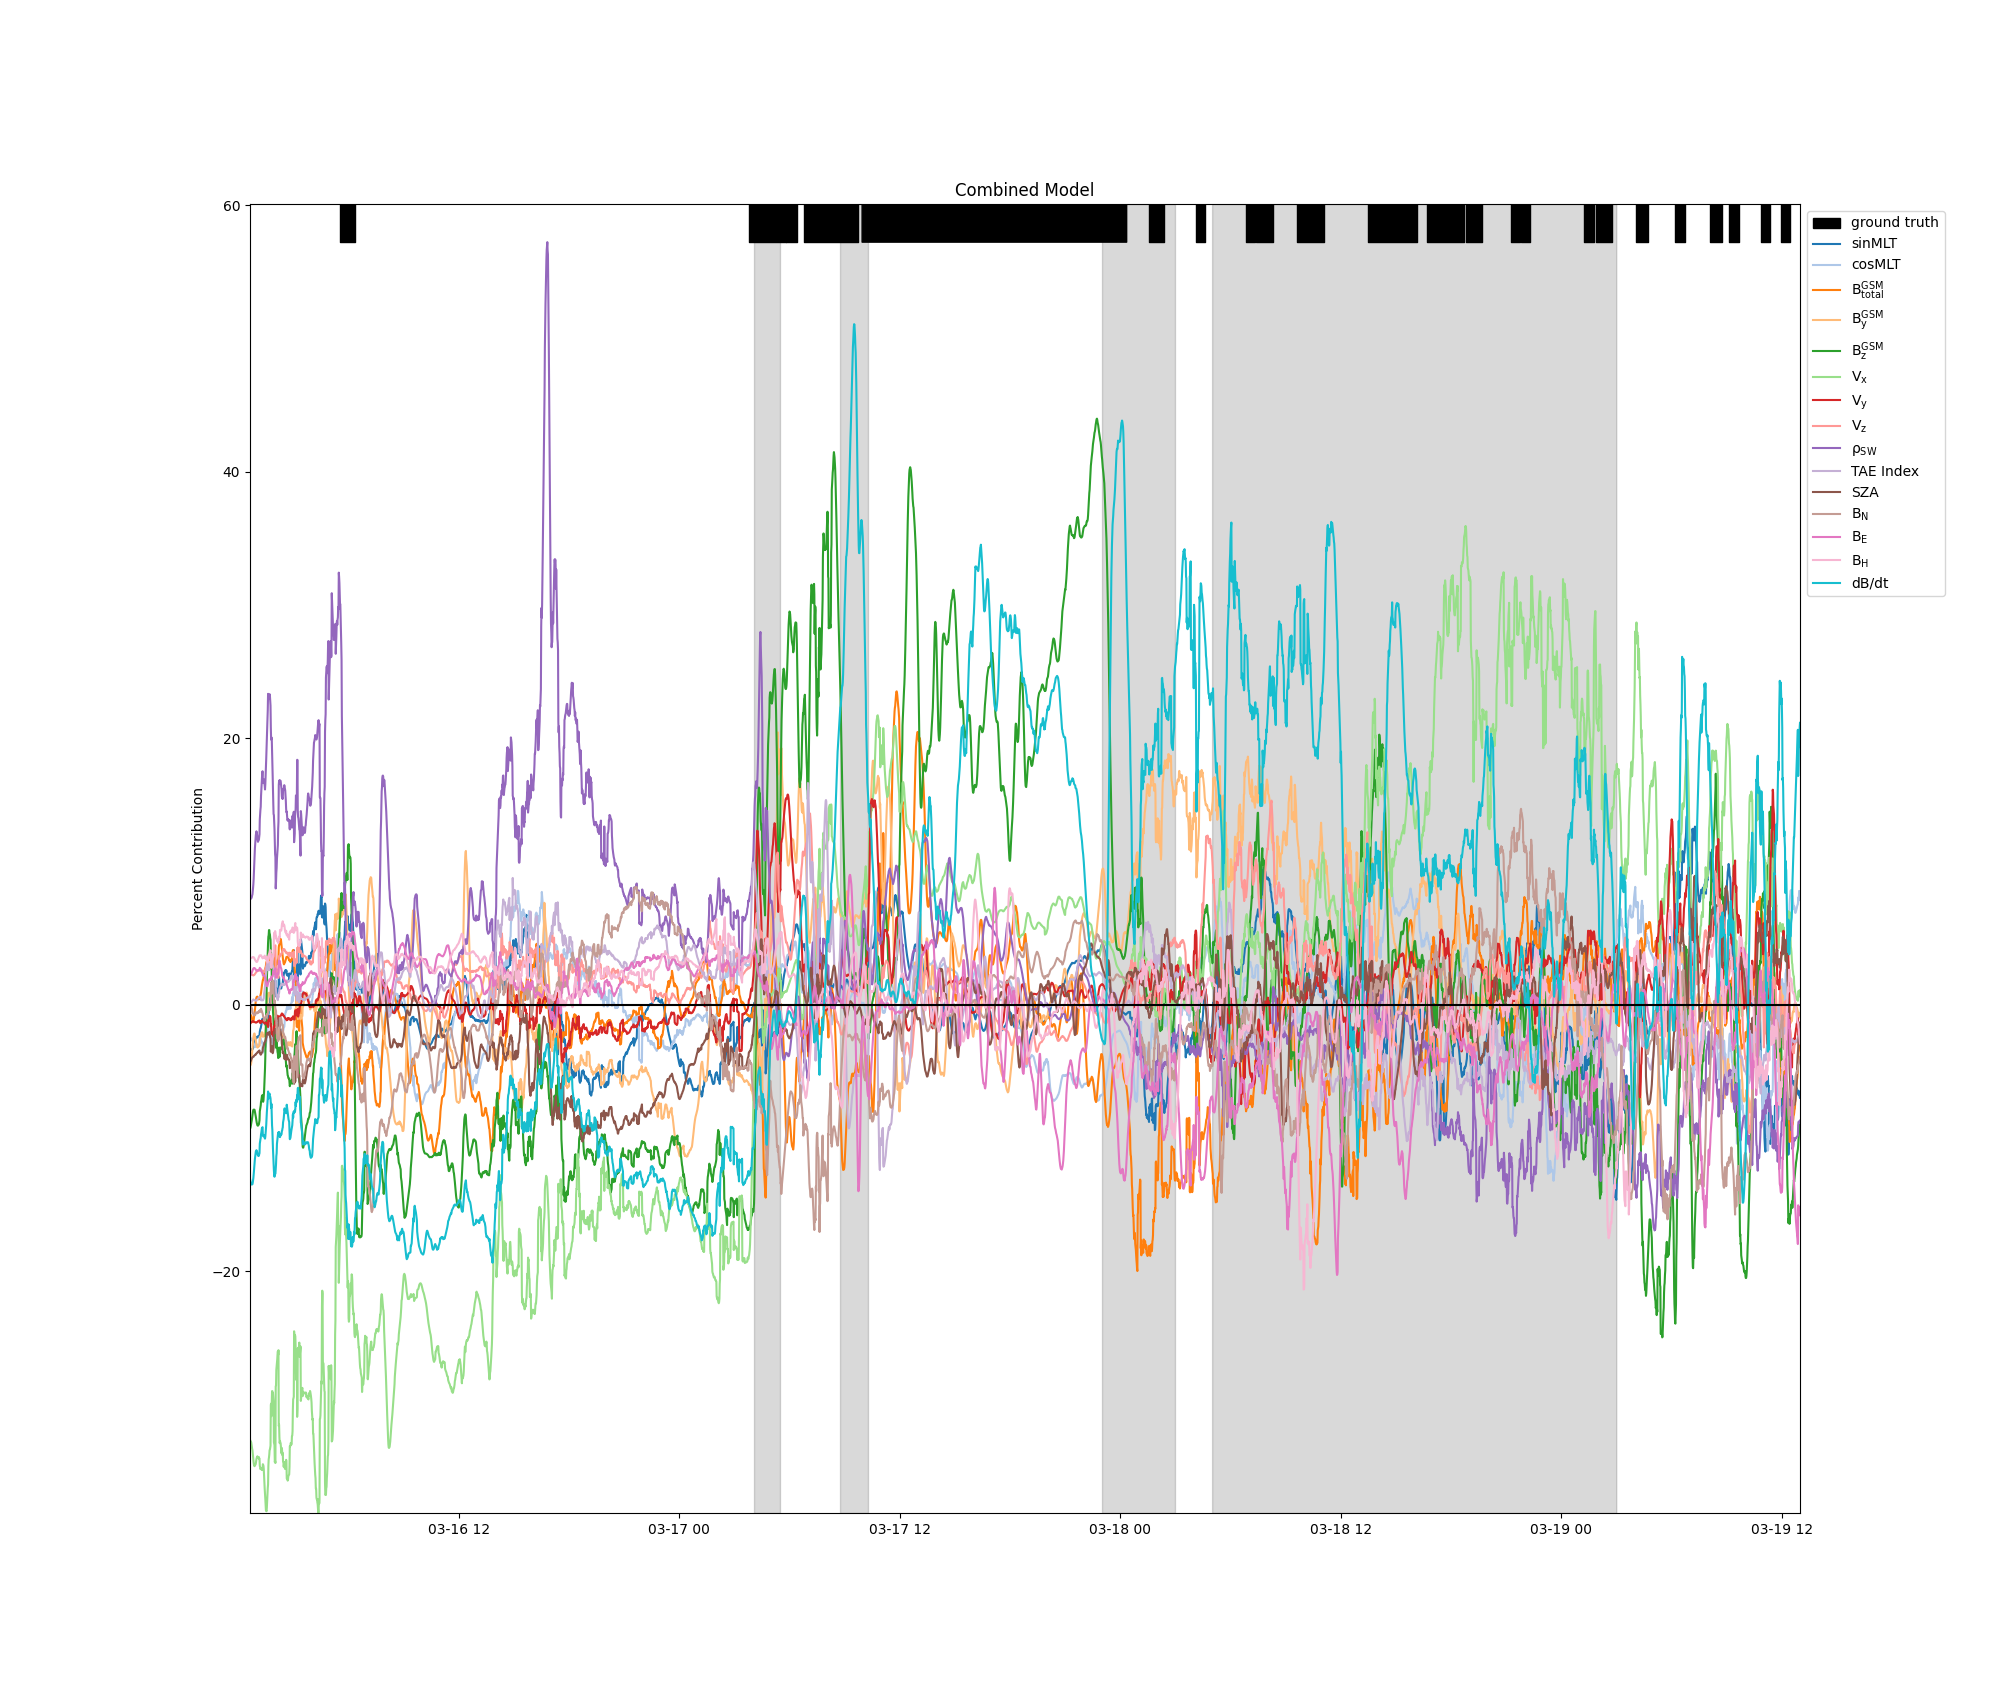 Combined Model
60
40
20
0
−20
Percent Contribution
03-16 12
03-17 00
03-17 12
03-18 00
03-18 12
03-19 00
03-19 12
ground truth
sinMLT
cosMLT
B_total^GSM
B_y^GSM
B_z^GSM
V_x
V_y
V_z
ρ_SW
TAE Index
SZA
B_N
B_E
B_H
dB/dt